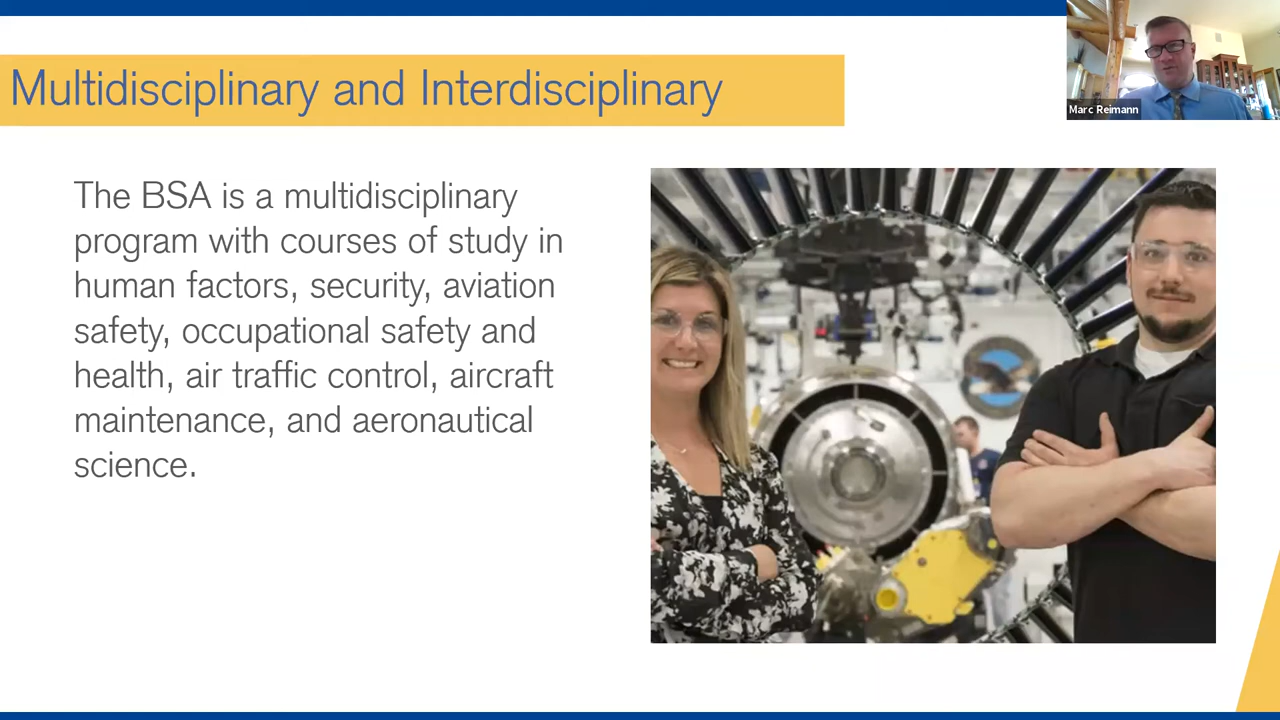 Multidisciplinary and Interdisciplinary
Marc Reimann
The BSA is a multidisciplinary
program with courses of study in
human factors, security, aviation
safety, occupational safety and
health, air traffic control, aircraft
maintenance, and aeronautical
science.